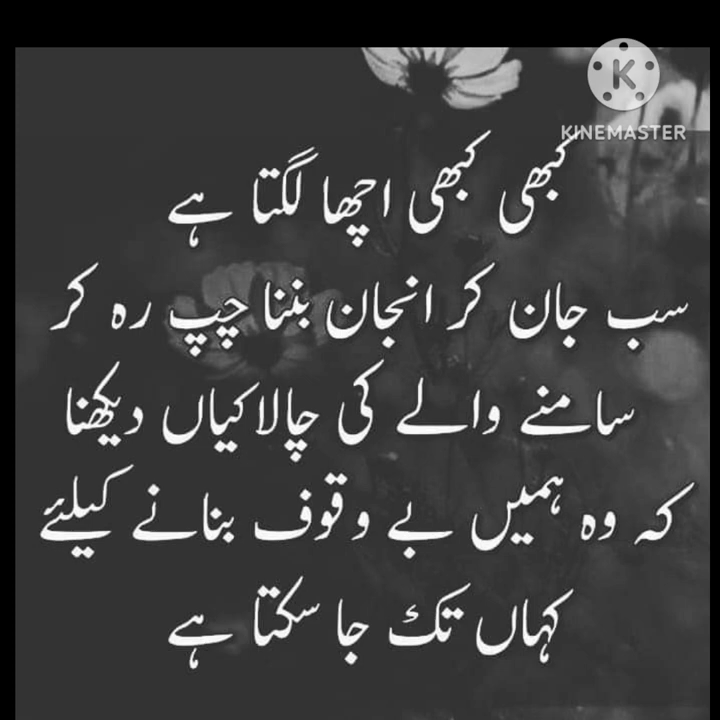 KINEMASTER
کبھی کبھی اچھا لگتا ہے
سب جان کر انجان بننا چپ رہ کر
سامنے والے کی چالاکیاں دیکھنا
کہ وہ ہمیں بے وقوف بنانے کیلئے
کہاں تک جا سکتا ہے